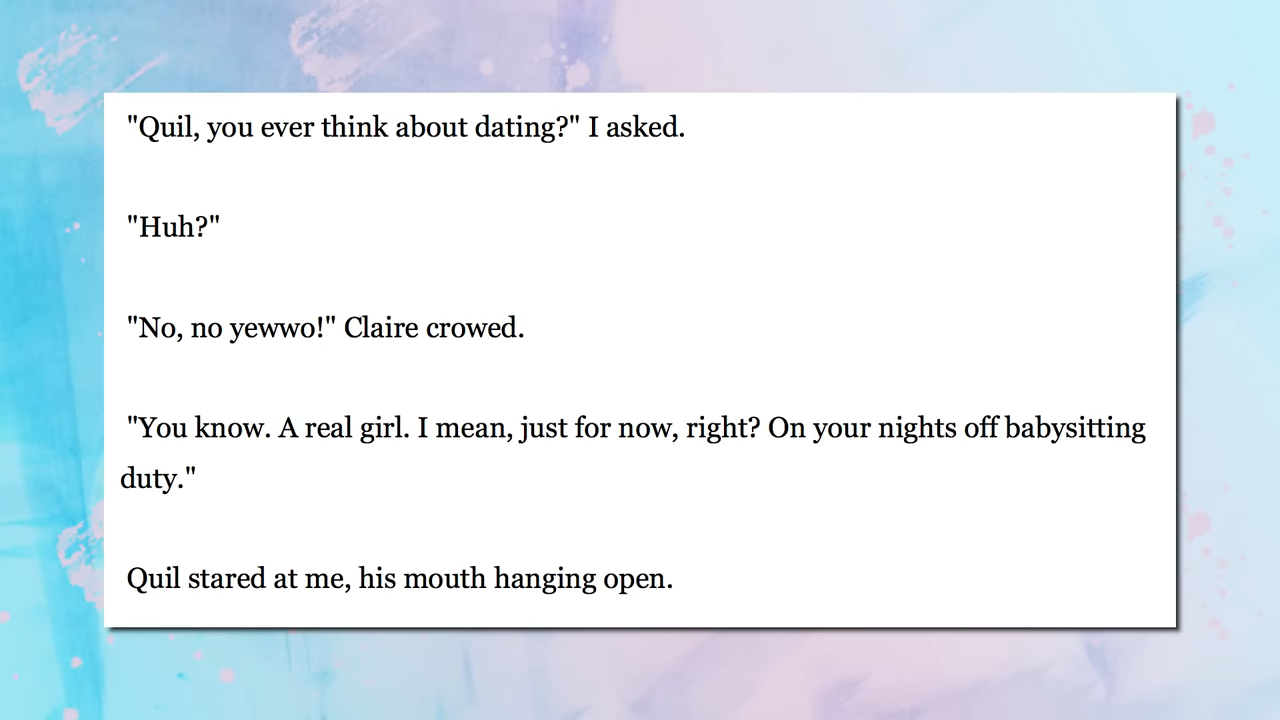 "Quil, you ever think about dating?" I asked.
"Huh?"
"No, no yewwo!" Claire crowed.
"You know. A real girl. I mean, just for now, right? On your nights off babysitting
duty."
Quil stared at me, his mouth hanging open.